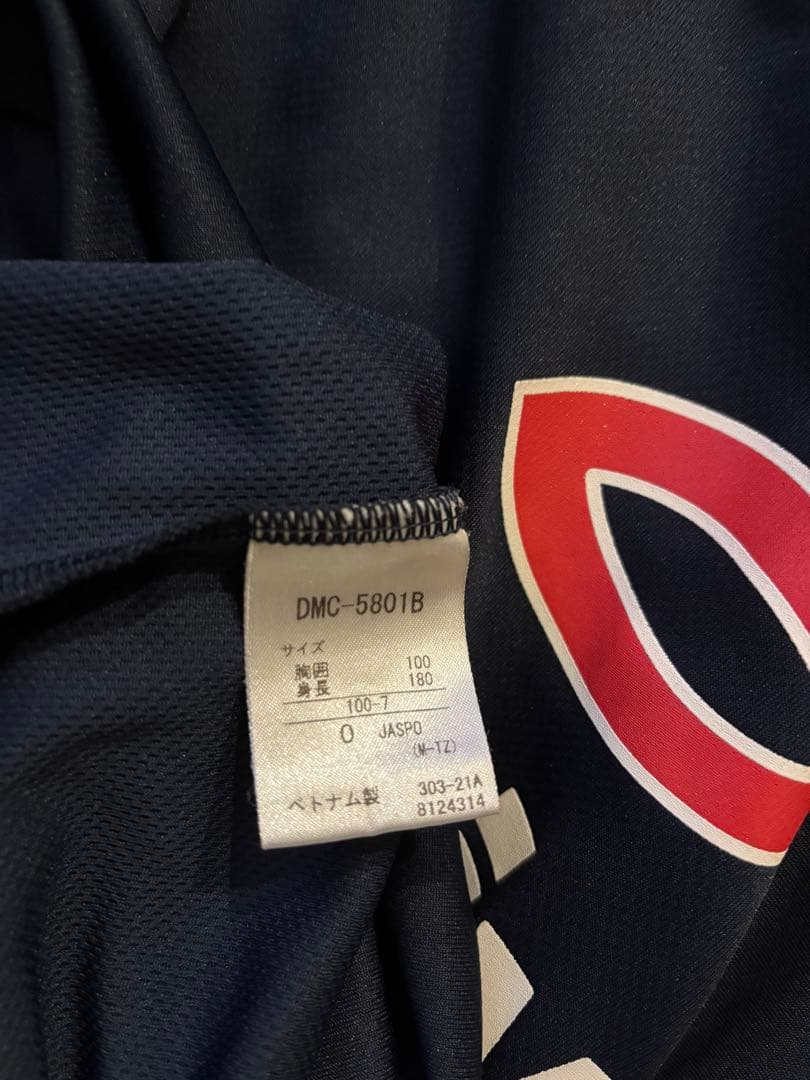 DMC-5801B
サイズ
胸囲 100
身長 180
100-7
O JASPO
(M-TZ)
ベトナム製 303-21A
8124314